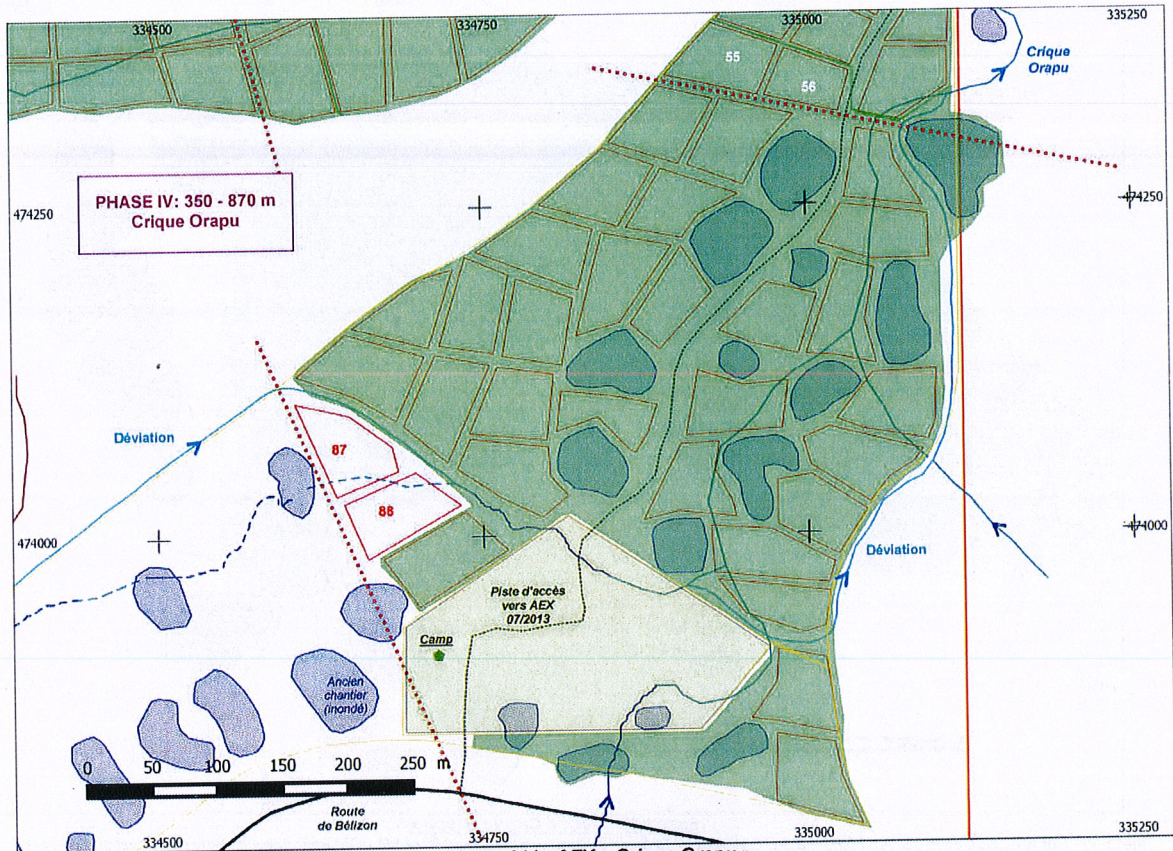 334500
334750
335000
335250
55
56
Crique
Orapu
PHASE IV: 350 - 870 m
Crique Orapu
474250
474250
Déviation
87
88
474000
474000
Déviation
Piste d'accès
vers AEX
07/2013
Camp
Ancien
chantier
(inondé)
0 50 100 150 200 250 m
Route
de Bélizon
334500
334750
335000
335250